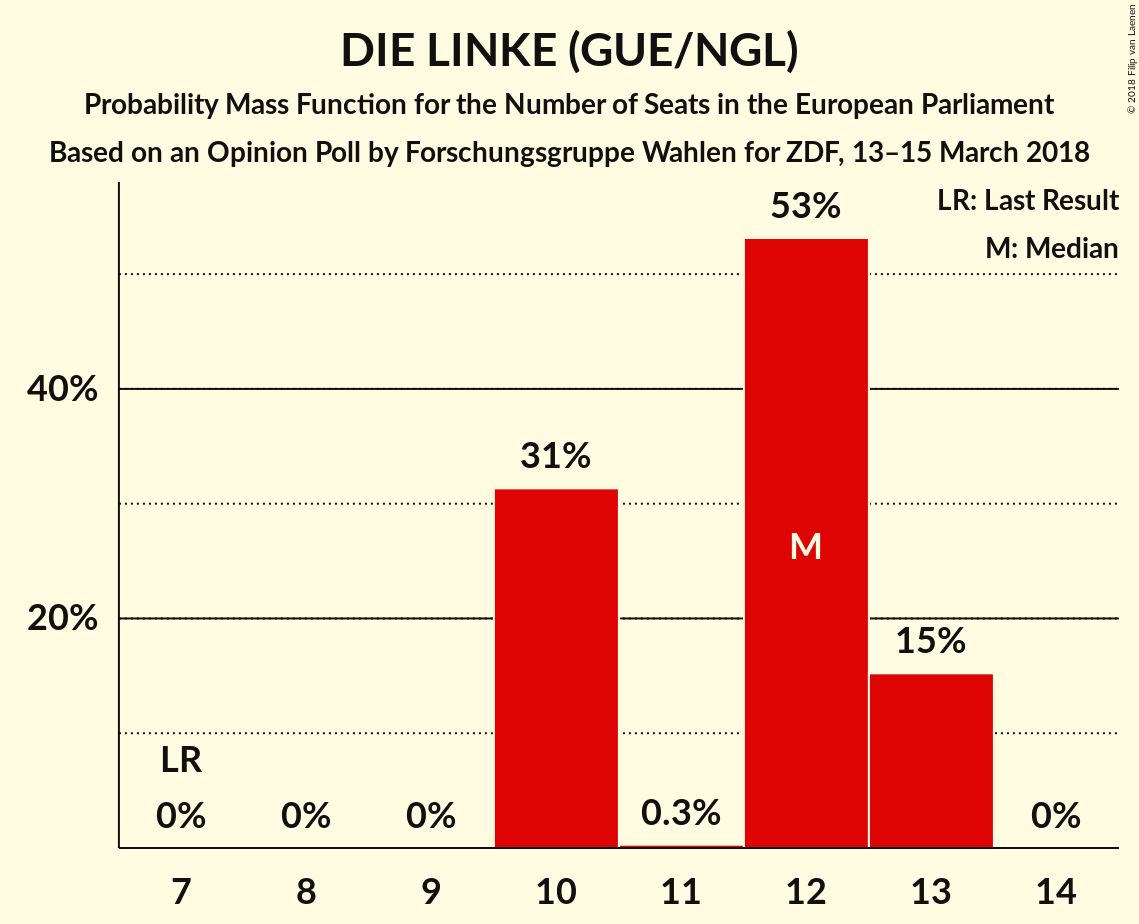 DIE LINKE (GUE/NGL)
Probability Mass Function for the Number of Seats in the European Parliament
Based on an Opinion Poll by Forschungsgruppe Wahlen for ZDF, 13–15 March 2018
© 2018 Filip van Laenen
LR: Last Result
M: Median
53%
40%
31%
M
20%
15%
LR
0%
0%
0%
0.3%
0%
7
8
9
10
11
12
13
14